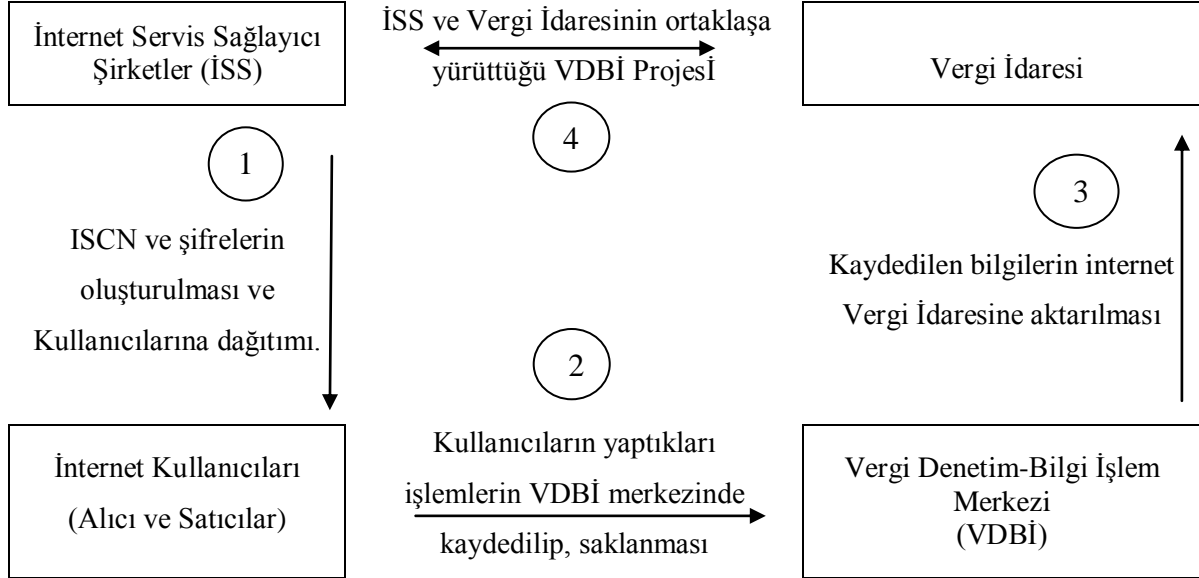 İnternet Servis Sağlayıcı
Şirketler (İSS)
İSS ve Vergi İdaresinin ortaklaşa
yürüttüğü VDBİ Projesİ
Vergi İdaresi
1
4
3
ISCN ve şifrelerin
oluşturulması ve
Kullanıcılarına dağıtımı.
Kaydedilen bilgilerin internet
Vergi İdaresine aktarılması
2
İnternet Kullanıcıları
(Alıcı ve Satıcılar)
Kullanıcıların yaptıkları
işlemlerin VDBİ merkezinde
kaydedilip, saklanması
Vergi Denetim-Bilgi İşlem
Merkezi
(VDBİ)